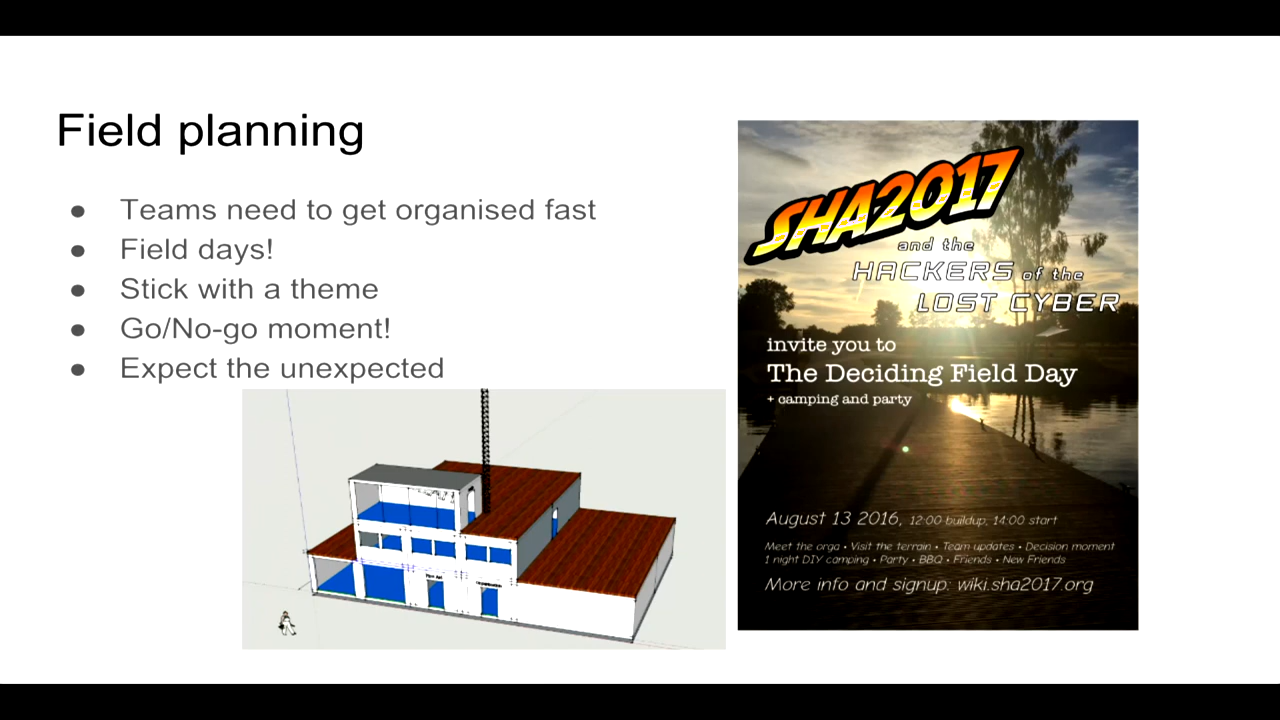 Field planning
● Teams need to get organised fast
● Field days!
● Stick with a theme
● Go/No-go moment!
● Expect the unexpected
SHA2017
and the
HACKERS of the
LOST CYBER
invite you to
The Deciding Field Day
+ camping and party
August 13 2016, 12:00 buildup, 14:00 start
Meet the orga • Visit the terrain • Team updates • Decision moment
1 night DIY camping • Party • BBQ • Friends • New Friends
More info and signup: wiki.sha2017.org